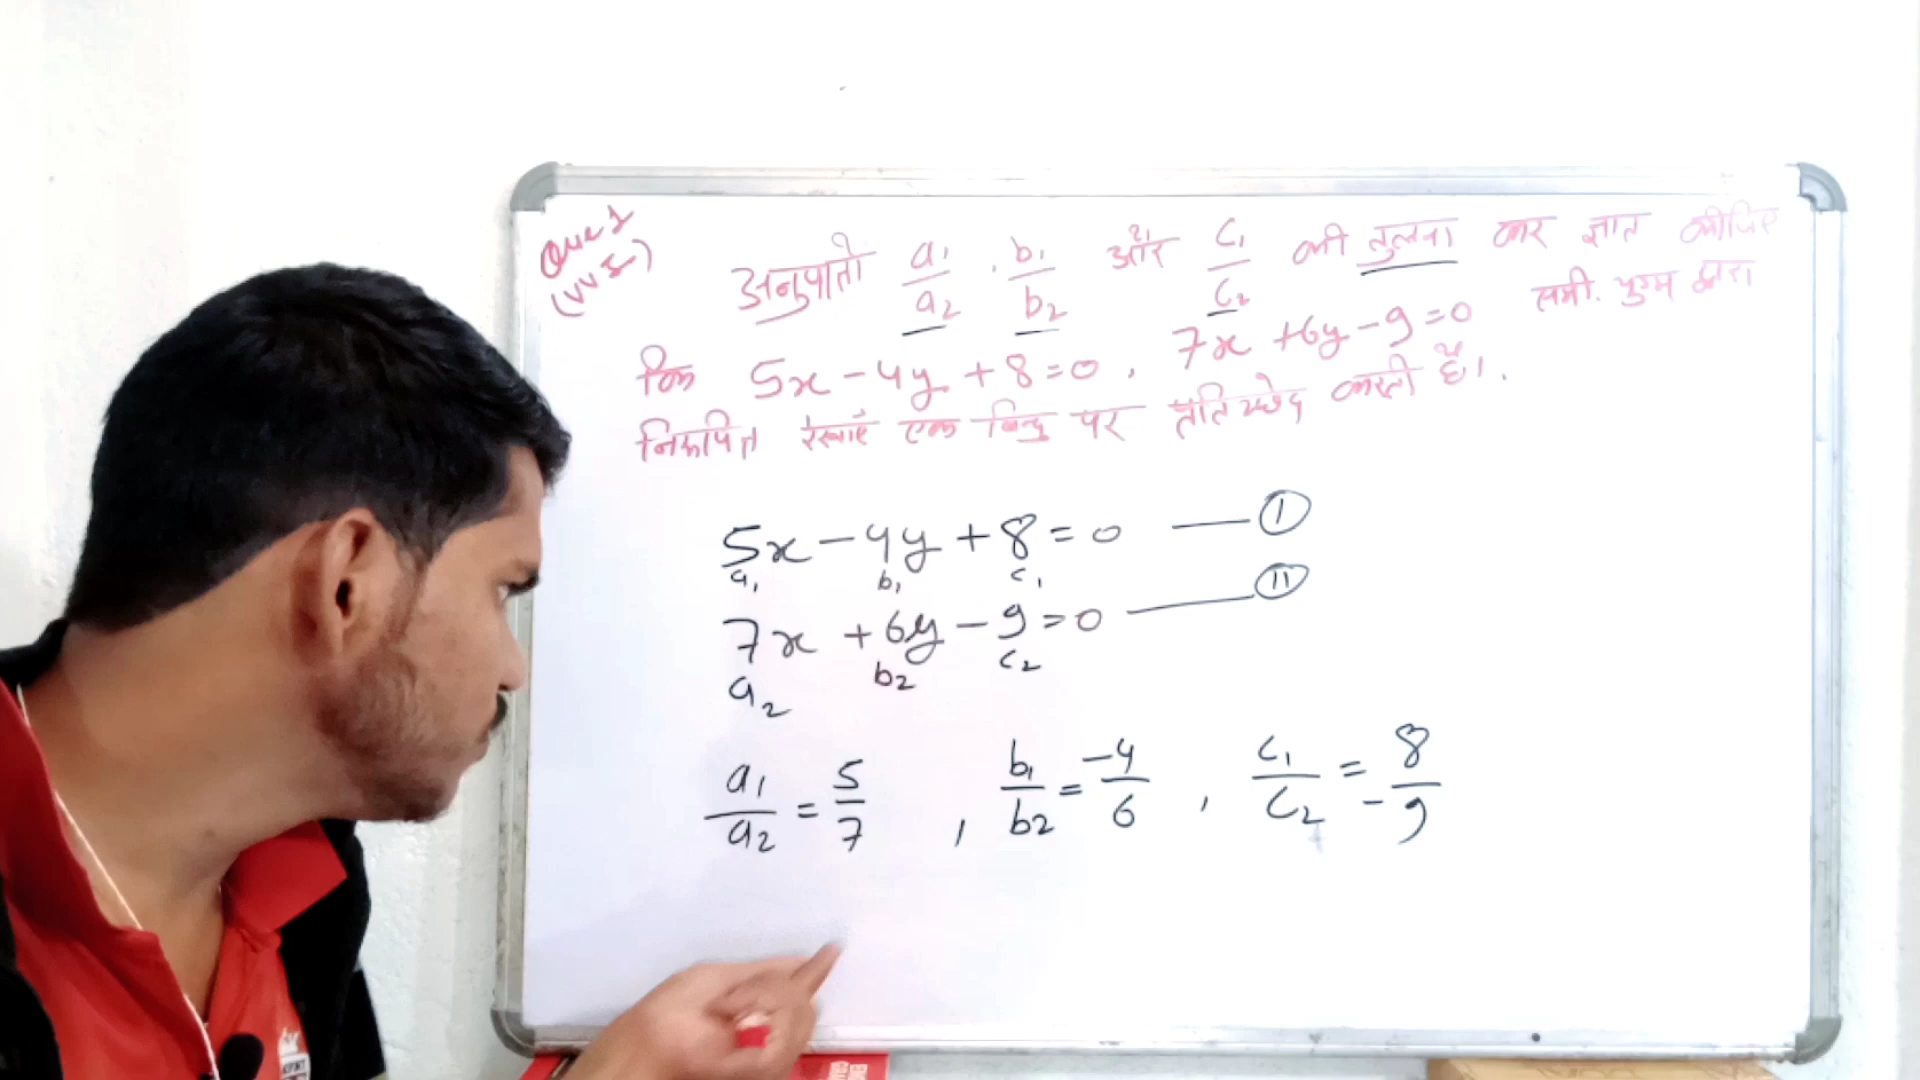 Ques 1
(VVI)
अनुपातो a₁/a₂ , b₁/b₂ और c₁/c₂ की तुलना कर ज्ञात कीजिए
कि 5x - 4y + 8 = 0 , 7x + 6y - 9 = 0 समी. युग्म द्वारा
निरूपित रेखाएँ एक बिन्दु पर प्रतिच्छेद करती हैं।
5x - 4y + 8 = 0 —— I
a₁ b₁ c₁
7x + 6y - 9 = 0 —— II
a₂ b₂ c₂
a₁/a₂ = 5/7 , b₁/b₂ = -4/6 , c₁/c₂ = 8/-9